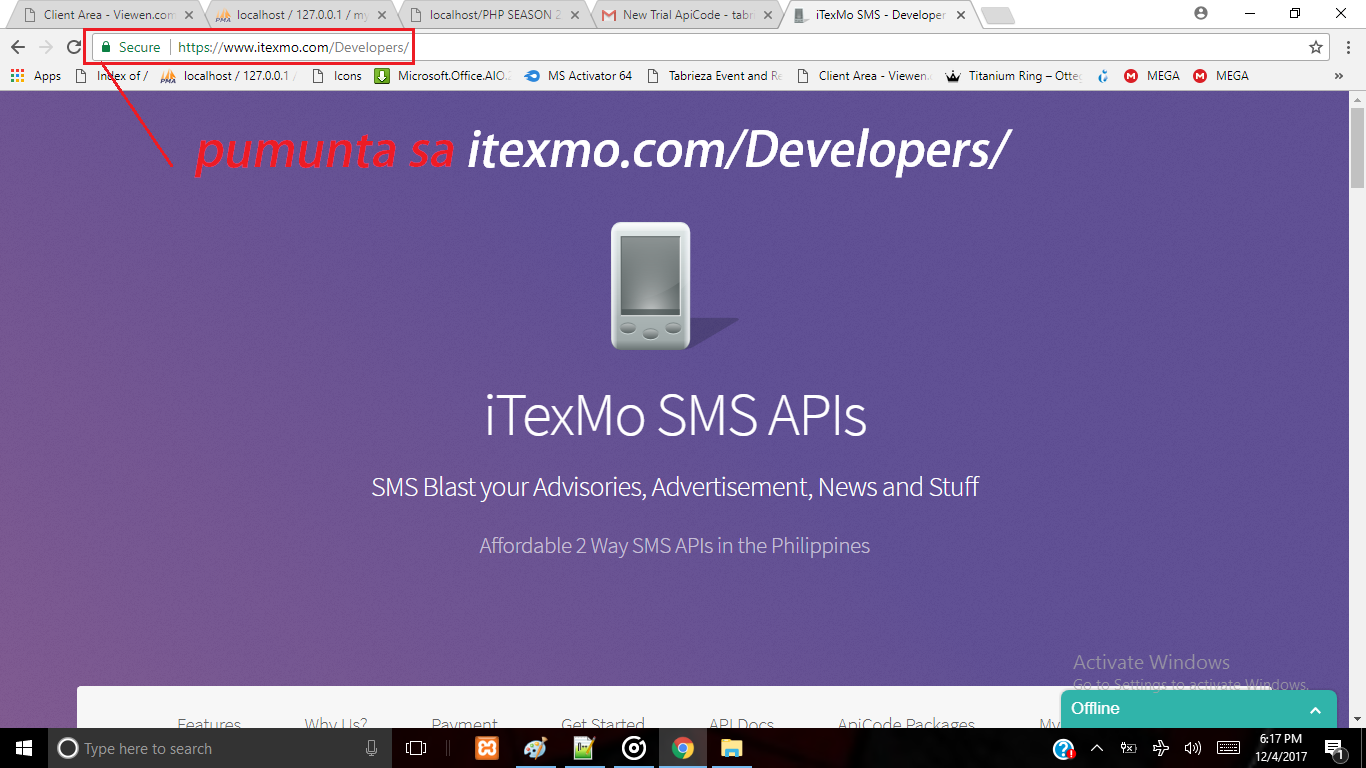 Client Area - Viewen.com
localhost / 127.0.0.1 / my
localhost/PHP SEASON 2
New Trial ApiCode - tabri
iTexMo SMS - Developer
Secure
https://www.itexmo.com/Developers/
Apps
Index of /
localhost / 127.0.0.1 /
Icons
Microsoft.Office.AIO.2
MS Activator 64
Tabrieza Event and Re
Client Area - Viewen.c
Titanium Ring – Otte
MEGA
MEGA
»
pumunta sa itexmo.com/Developers/
iTexMo SMS APIs
SMS Blast your Advisories, Advertisement, News and Stuff
Affordable 2 Way SMS APIs in the Philippines
Activate Windows
Go to Settings to activate Windows.
Offline
Features
Why Us?
Payment
Get Started
API Docs
ApiCode Packages
My
Type here to search
6:17 PM
12/4/2017
1